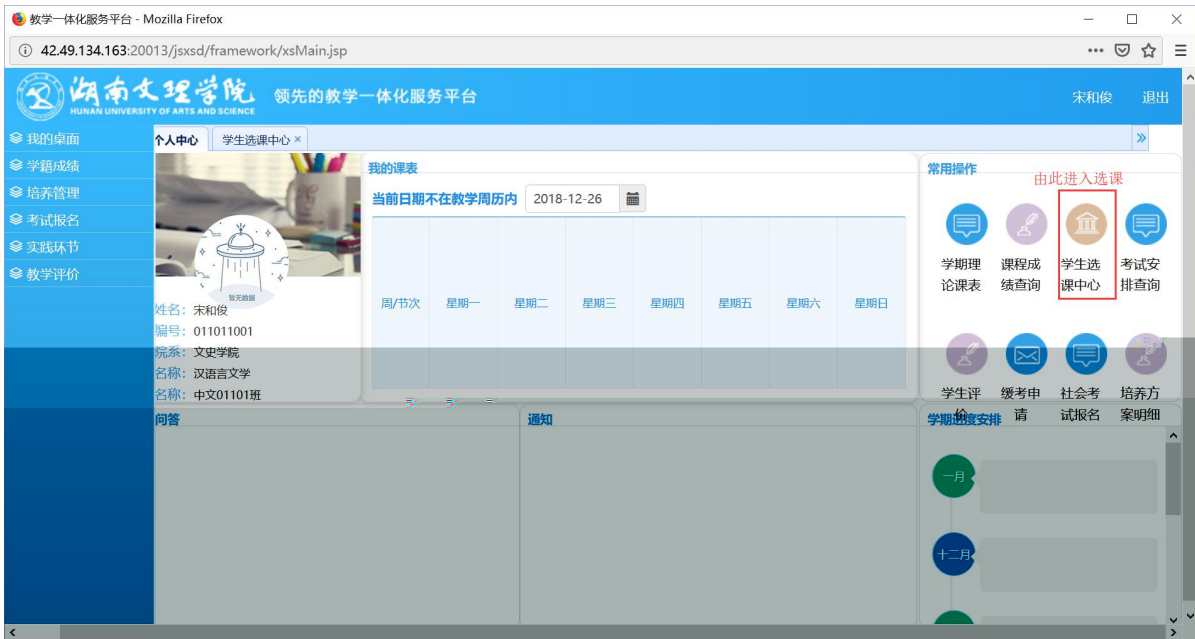 教学一体化服务平台 - Mozilla Firefox
42.49.134.163:20013/jsxsd/framework/xsMain.jsp
湖南文理学院
HUNAN UNIVERSITY OF ARTS AND SCIENCE
领先的教学一体化服务平台
宋和俊 退出
我的桌面
学籍成绩
培养管理
考试报名
实践环节
教学评价
个人中心 学生选课中心 ×
暂无数据
姓名：宋和俊
编号：011011001
院系：文史学院
名称：汉语言文学
名称：中文01101班
我的课表
当前日期不在教学周历内 2018-12-26
周/节次 星期一 星期二 星期三 星期四 星期五 星期六 星期日
常用操作
由此进入选课
学期理论课表
课程成绩查询
学生选课中心
考试安排查询
学生评价
缓考申请
社会考试报名
培养方案明细
问答
通知
学期进度安排
一月
十二月